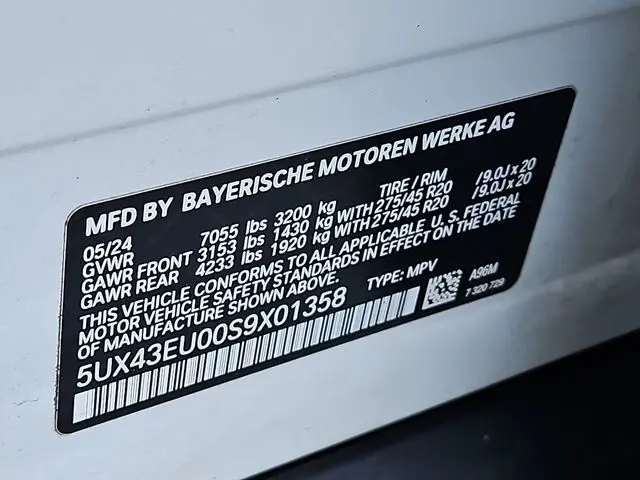 MFD BY BAYERISCHE MOTOREN WERKE AG
05/24 TIRE / RIM
GVWR 7055 lbs 3200 kg
GAWR FRONT 3153 lbs 1430 kg WITH 275/45 R20 /9.0J x 20
GAWR REAR 4233 lbs 1920 kg WITH 275/45 R20 /9.0J x 20
THIS VEHICLE CONFORMS TO ALL APPLICABLE U. S. FEDERAL
MOTOR VEHICLE SAFETY STANDARDS IN EFFECT ON THE DATE
OF MANUFACTURE SHOWN ABOVE.
TYPE: MPV A96M
5UX43EU00S9X01358 7 320 729